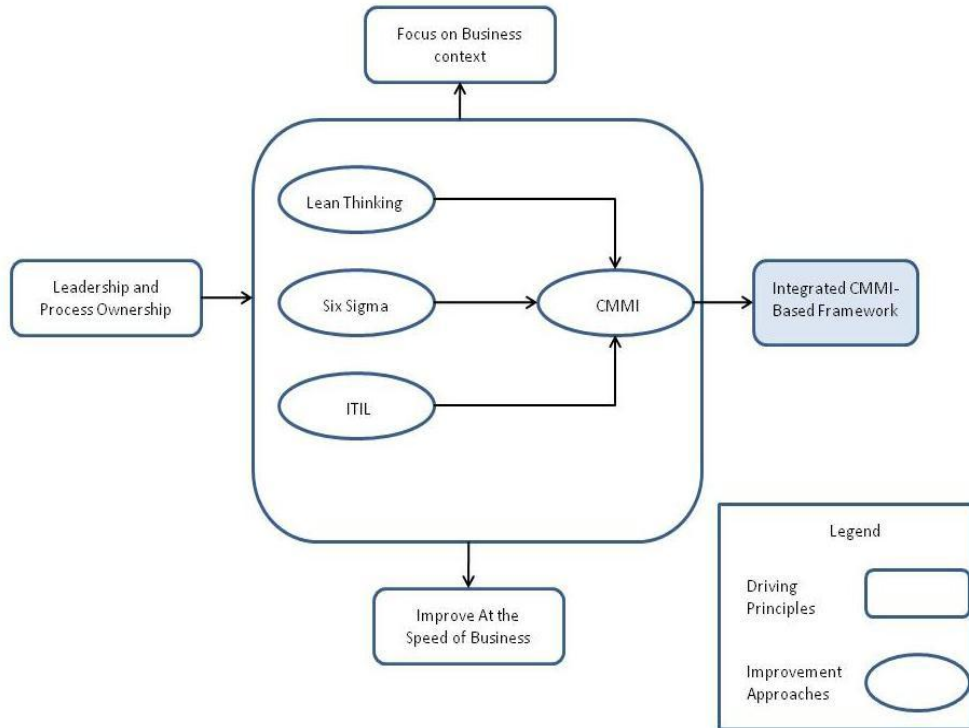 Focus on Business
context
Lean Thinking
Leadership and
Process Ownership
Six Sigma
CMMI
Integrated CMMI-
Based Framework
ITIL
Improve At the
Speed of Business
Legend
Driving
Principles
Improvement
Approaches